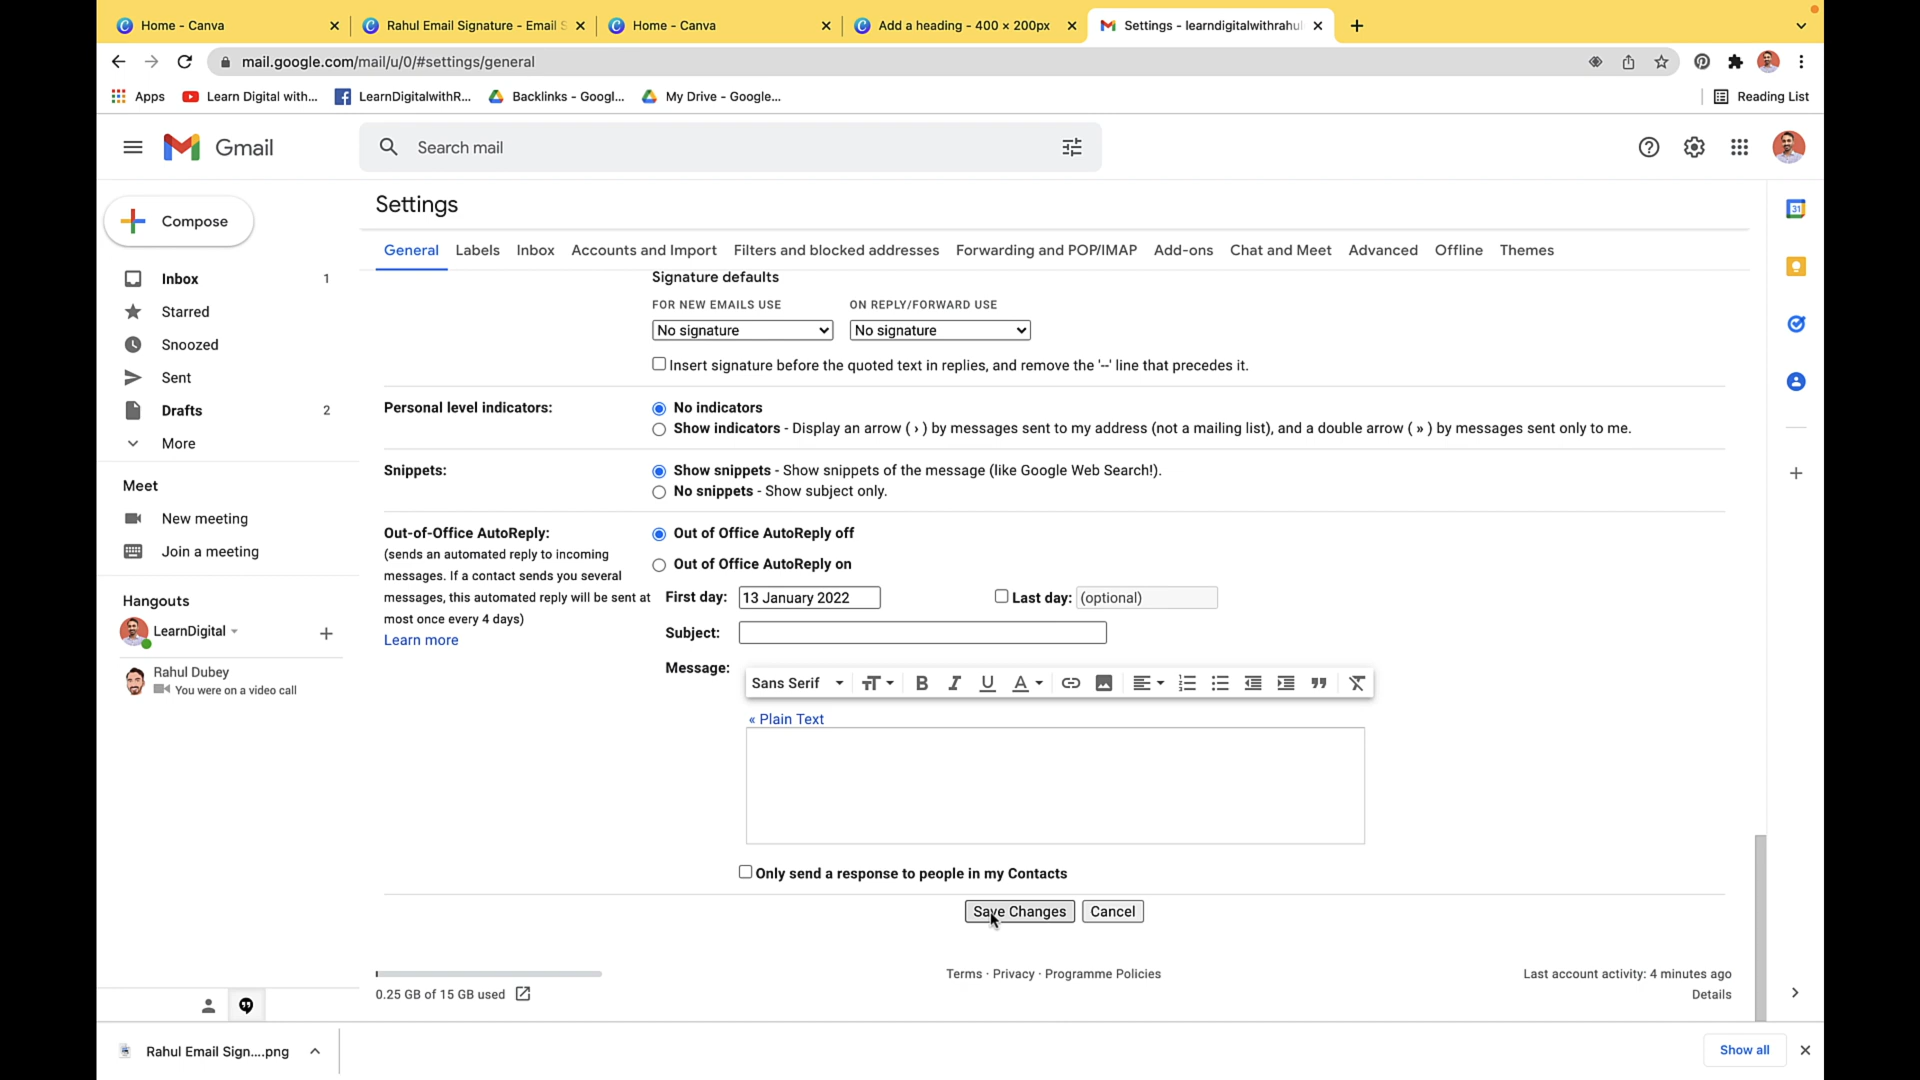 Home - Canva
Rahul Email Signature - Email S
Home - Canva
Add a heading - 400 × 200px
Settings - learndigitalwithrahul
mail.google.com/mail/u/0/#settings/general
Apps
Learn Digital with...
LearnDigitalwithR...
Backlinks - Googl...
My Drive - Google...
Reading List
Gmail
Search mail
Compose
Inbox 1
Starred
Snoozed
Sent
Drafts 2
More
Meet
New meeting
Join a meeting
Hangouts
LearnDigital
Rahul Dubey
You were on a video call
Settings
General Labels Inbox Accounts and Import Filters and blocked addresses Forwarding and POP/IMAP Add-ons Chat and Meet Advanced Offline Themes
Signature defaults
FOR NEW EMAILS USE ON REPLY/FORWARD USE
No signature No signature
Insert signature before the quoted text in replies, and remove the '--' line that precedes it.
Personal level indicators:
No indicators
Show indicators - Display an arrow ( › ) by messages sent to my address (not a mailing list), and a double arrow ( » ) by messages sent only to me.
Snippets:
Show snippets - Show snippets of the message (like Google Web Search!).
No snippets - Show subject only.
Out-of-Office AutoReply:
(sends an automated reply to incoming
messages. If a contact sends you several
messages, this automated reply will be sent at
most once every 4 days)
Learn more
Out of Office AutoReply off
Out of Office AutoReply on
First day: 13 January 2022 Last day: (optional)
Subject:
Message:
Sans Serif
« Plain Text
Only send a response to people in my Contacts
Save Changes Cancel
0.25 GB of 15 GB used
Terms · Privacy · Programme Policies
Last account activity: 4 minutes ago
Details
31
Rahul Email Sign....png
Show all